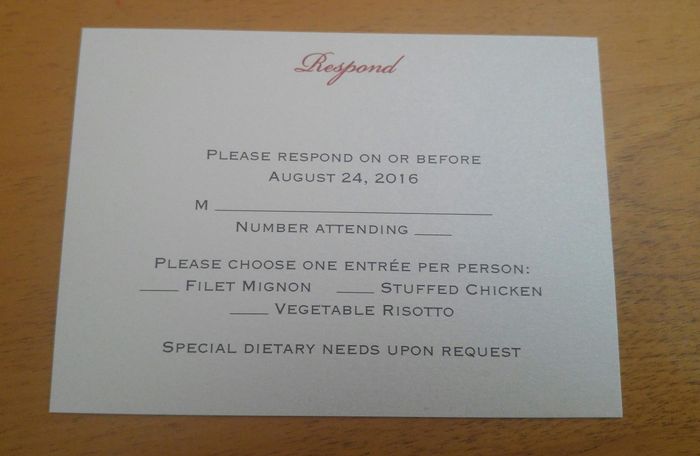 Respond
Please respond on or before
August 24, 2016
M ____________________________
Number attending ____
Please choose one entrée per person:
____ Filet Mignon ____ Stuffed Chicken
____ Vegetable Risotto
Special dietary needs upon request